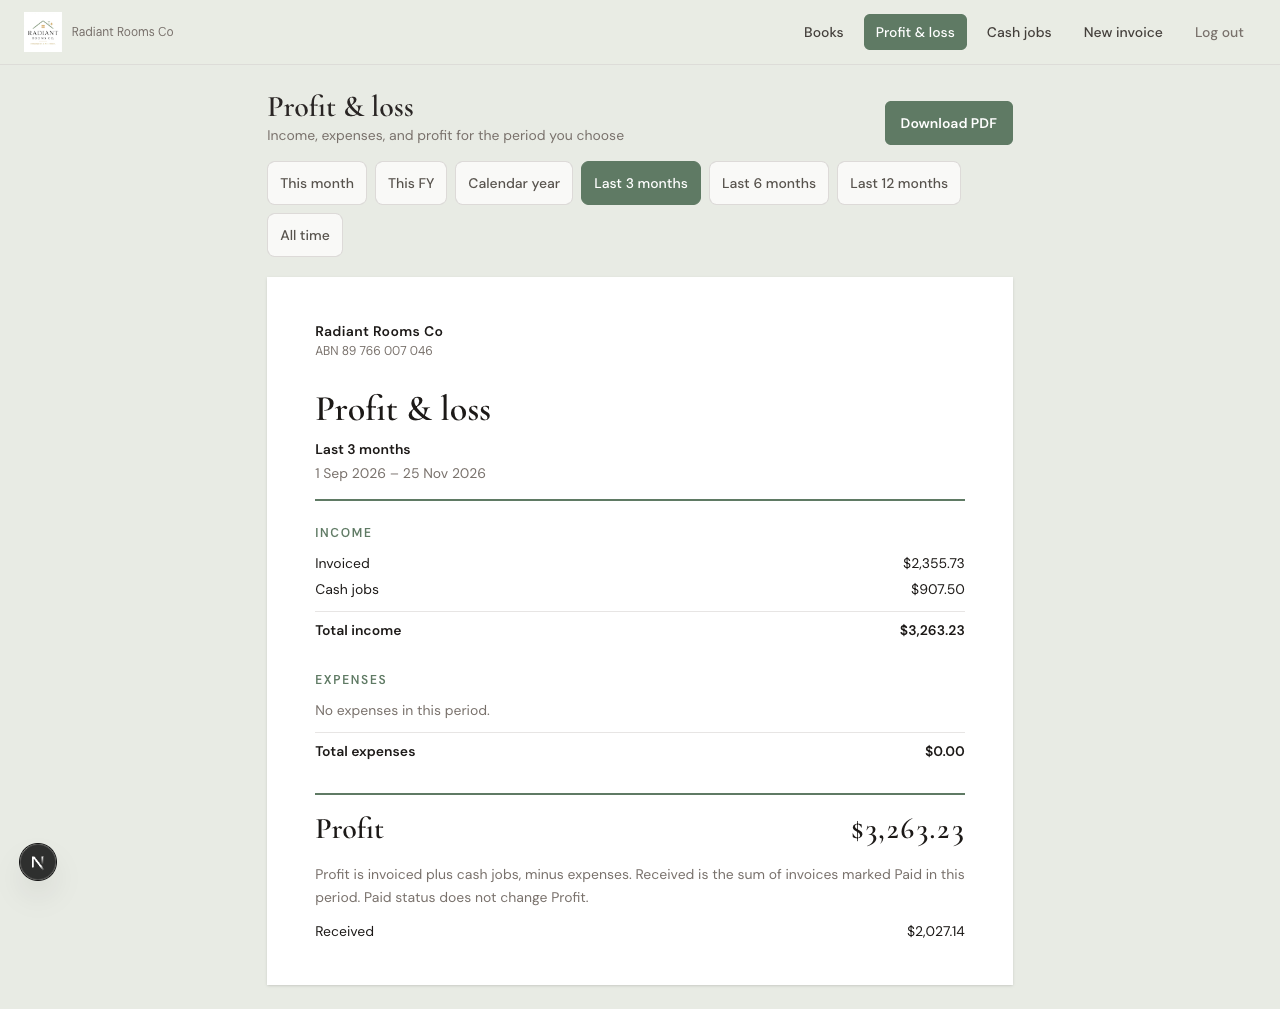 RADIANT
ROOMS CO
Radiant Rooms Co
Books
Profit & loss
Cash jobs
New invoice
Log out
Profit & loss
Income, expenses, and profit for the period you choose
Download PDF
This month
This FY
Calendar year
Last 3 months
Last 6 months
Last 12 months
All time
Radiant Rooms Co
ABN 89 766 007 046
Profit & loss
Last 3 months
1 Sep 2026 – 25 Nov 2026
INCOME
Invoiced $2,355.73
Cash jobs $907.50
Total income $3,263.23
EXPENSES
No expenses in this period.
Total expenses $0.00
Profit $3,263.23
Profit is invoiced plus cash jobs, minus expenses. Received is the sum of invoices marked Paid in this
period. Paid status does not change Profit.
Received $2,027.14
N